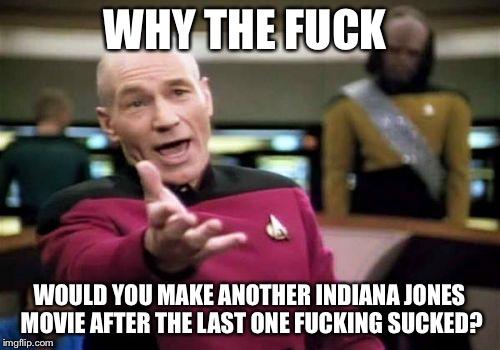 WHY THE FUCK
WOULD YOU MAKE ANOTHER INDIANA JONES
MOVIE AFTER THE LAST ONE FUCKING SUCKED?
imgflip.com